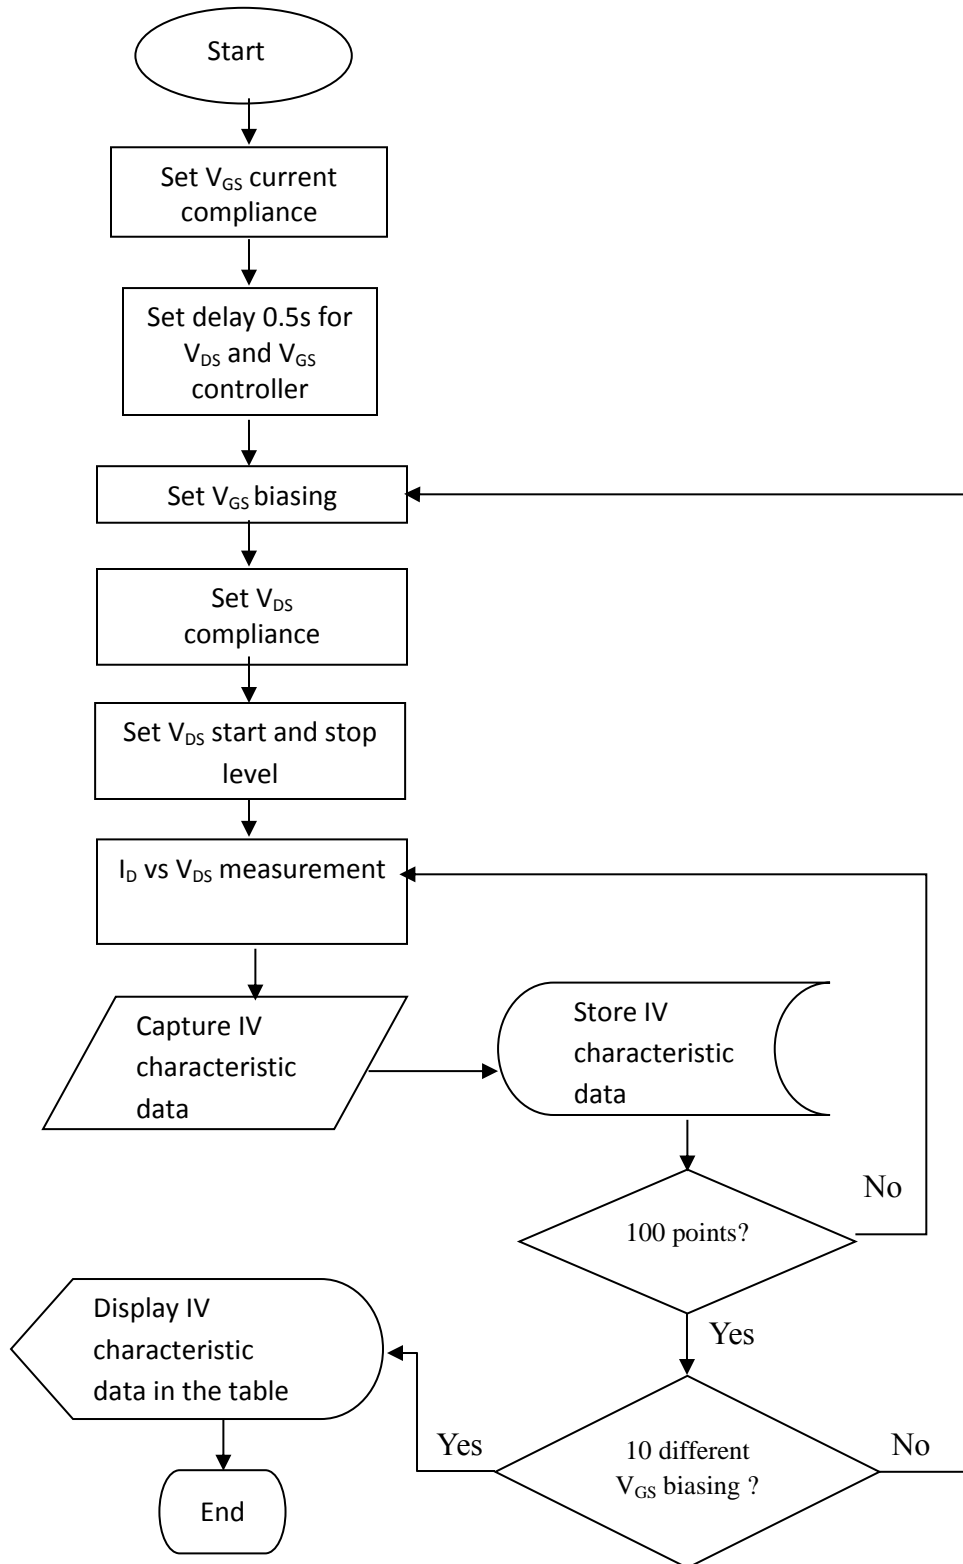 Start
Set VGS current
compliance
Set delay 0.5s for
VDS and VGS
controller
Set VGS biasing
Set VDS
compliance
Set VDS start and stop
level
ID vs VDS measurement
Capture IV
characteristic
data
Store IV
characteristic
data
No
100 points?
Yes
Display IV
characteristic
data in the table
Yes
10 different
VGS biasing ?
No
End